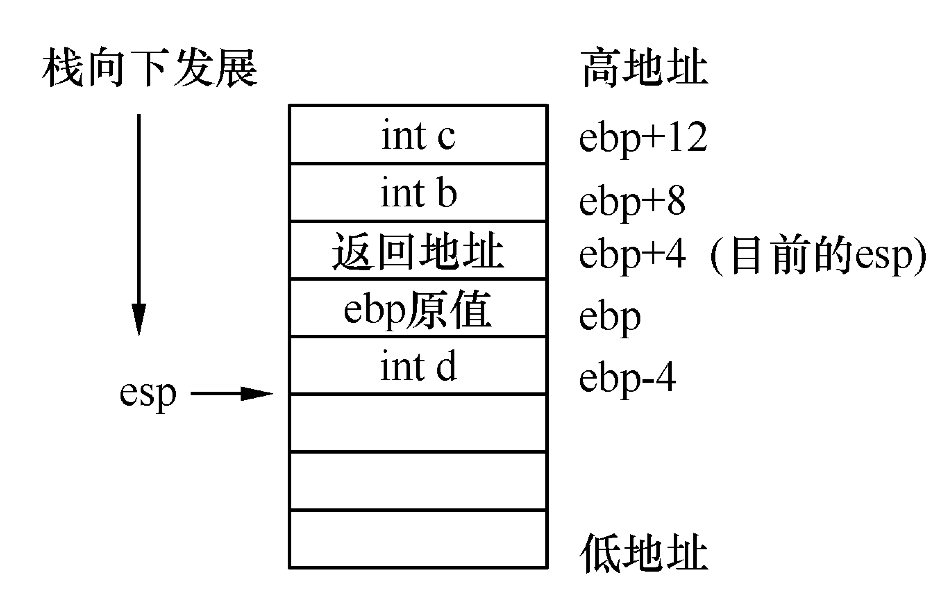 栈向下发展
高地址
int c
ebp+12
int b
ebp+8
返回地址
ebp+4 (目前的esp)
ebp原值
ebp
int d
ebp-4
esp
低地址